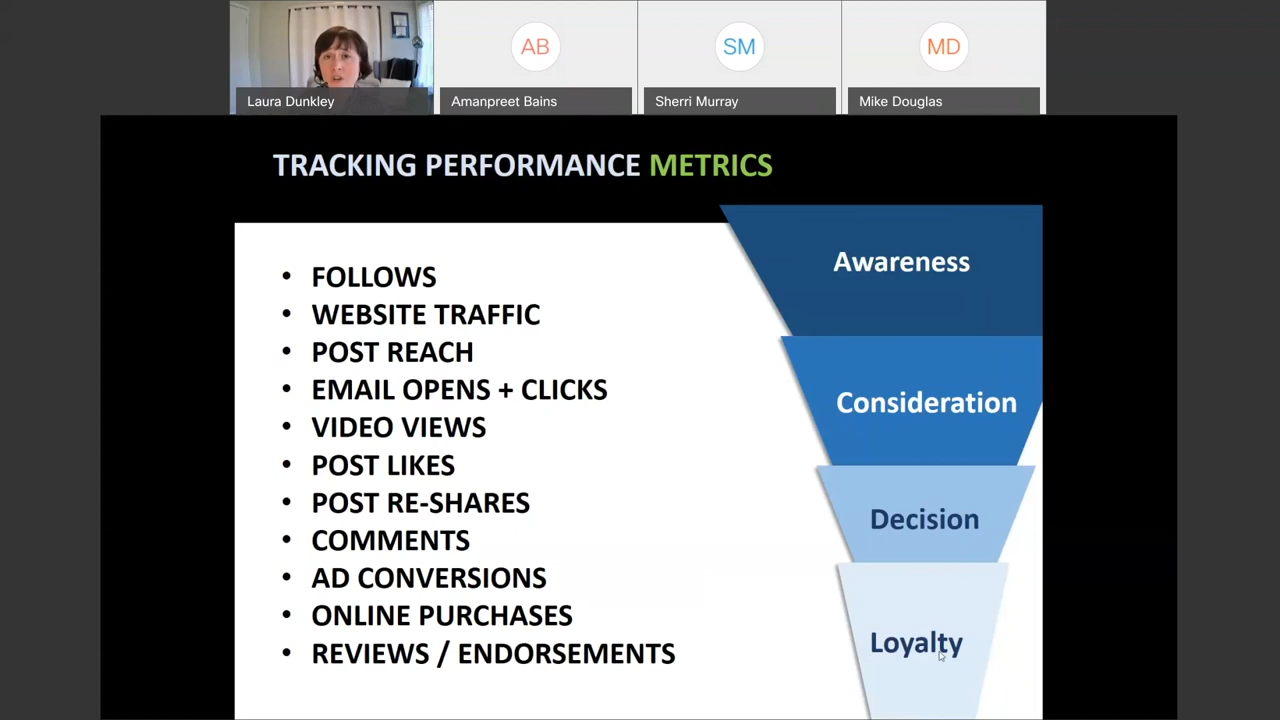 AB
SM
MD
Laura Dunkley
Amanpreet Bains
Sherri Murray
Mike Douglas
TRACKING PERFORMANCE METRICS
• FOLLOWS
• WEBSITE TRAFFIC
• POST REACH
• EMAIL OPENS + CLICKS
• VIDEO VIEWS
• POST LIKES
• POST RE-SHARES
• COMMENTS
• AD CONVERSIONS
• ONLINE PURCHASES
• REVIEWS / ENDORSEMENTS
Awareness
Consideration
Decision
Loyalty